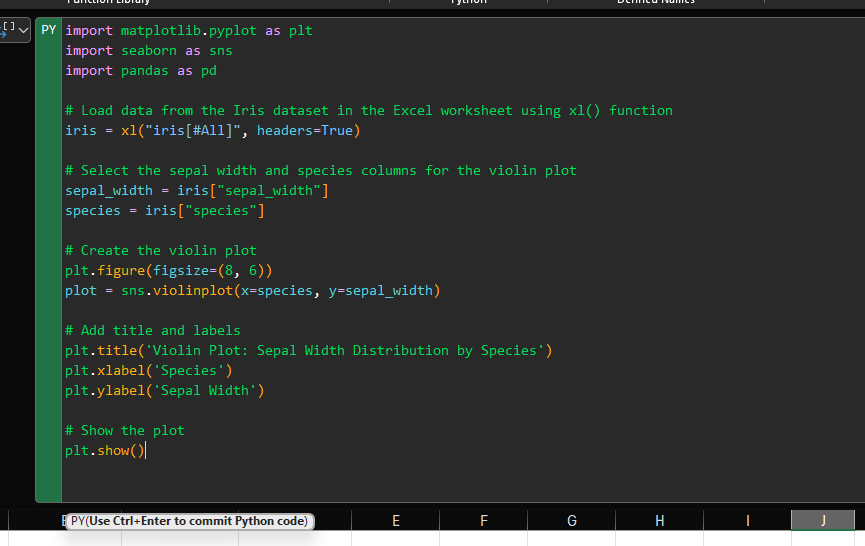 Function Library Python Defined Names
PY
import matplotlib.pyplot as plt
import seaborn as sns
import pandas as pd
# Load data from the Iris dataset in the Excel worksheet using xl() function
iris = xl("iris[#All]", headers=True)
# Select the sepal width and species columns for the violin plot
sepal_width = iris["sepal_width"]
species = iris["species"]
# Create the violin plot
plt.figure(figsize=(8, 6))
plot = sns.violinplot(x=species, y=sepal_width)
# Add title and labels
plt.title('Violin Plot: Sepal Width Distribution by Species')
plt.xlabel('Species')
plt.ylabel('Sepal Width')
# Show the plot
plt.show()
PY(Use Ctrl+Enter to commit Python code) E F G H I J